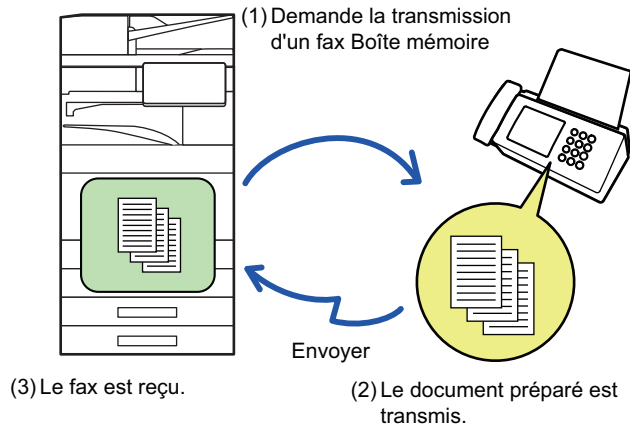 (1) Demande la transmission
d'un fax Boîte mémoire
Envoyer
(3) Le fax est reçu.
(2) Le document préparé est
transmis.